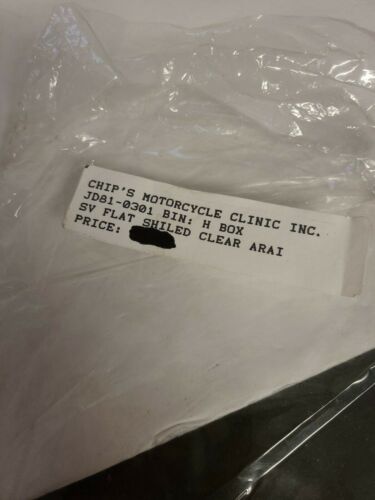 CHIP'S MOTORCYCLE CLINIC INC.
JD81-0301 BIN: H BOX
SV FLAT SHILED CLEAR ARAI
PRICE: